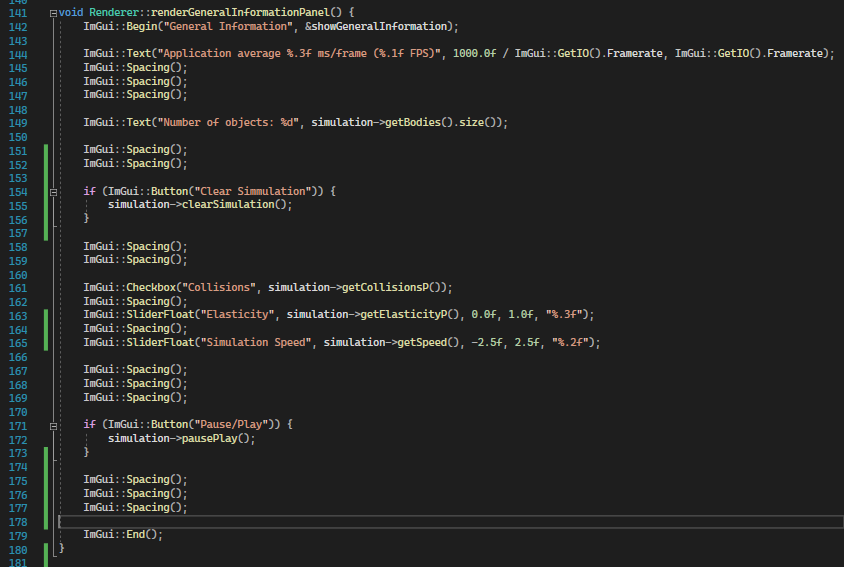 140
141 void Renderer::renderGeneralInformationPanel() {
142 ImGui::Begin("General Information", &showGeneralInformation);
143
144 ImGui::Text("Application average %.3f ms/frame (%.1f FPS)", 1000.0f / ImGui::GetIO().Framerate, ImGui::GetIO().Framerate);
145 ImGui::Spacing();
146 ImGui::Spacing();
147 ImGui::Spacing();
148
149 ImGui::Text("Number of objects: %d", simulation->getBodies().size());
150
151 ImGui::Spacing();
152 ImGui::Spacing();
153
154 if (ImGui::Button("Clear Simmulation")) {
155 simulation->clearSimulation();
156 }
157
158 ImGui::Spacing();
159 ImGui::Spacing();
160
161 ImGui::Checkbox("Collisions", simulation->getCollisionsP());
162 ImGui::Spacing();
163 ImGui::SliderFloat("Elasticity", simulation->getElasticityP(), 0.0f, 1.0f, "%.3f");
164 ImGui::Spacing();
165 ImGui::SliderFloat("Simulation Speed", simulation->getSpeed(), -2.5f, 2.5f, "%.2f");
166
167 ImGui::Spacing();
168 ImGui::Spacing();
169 ImGui::Spacing();
170
171 if (ImGui::Button("Pause/Play")) {
172 simulation->pausePlay();
173 }
174
175 ImGui::Spacing();
176 ImGui::Spacing();
177 ImGui::Spacing();
178
179 ImGui::End();
180 }
181